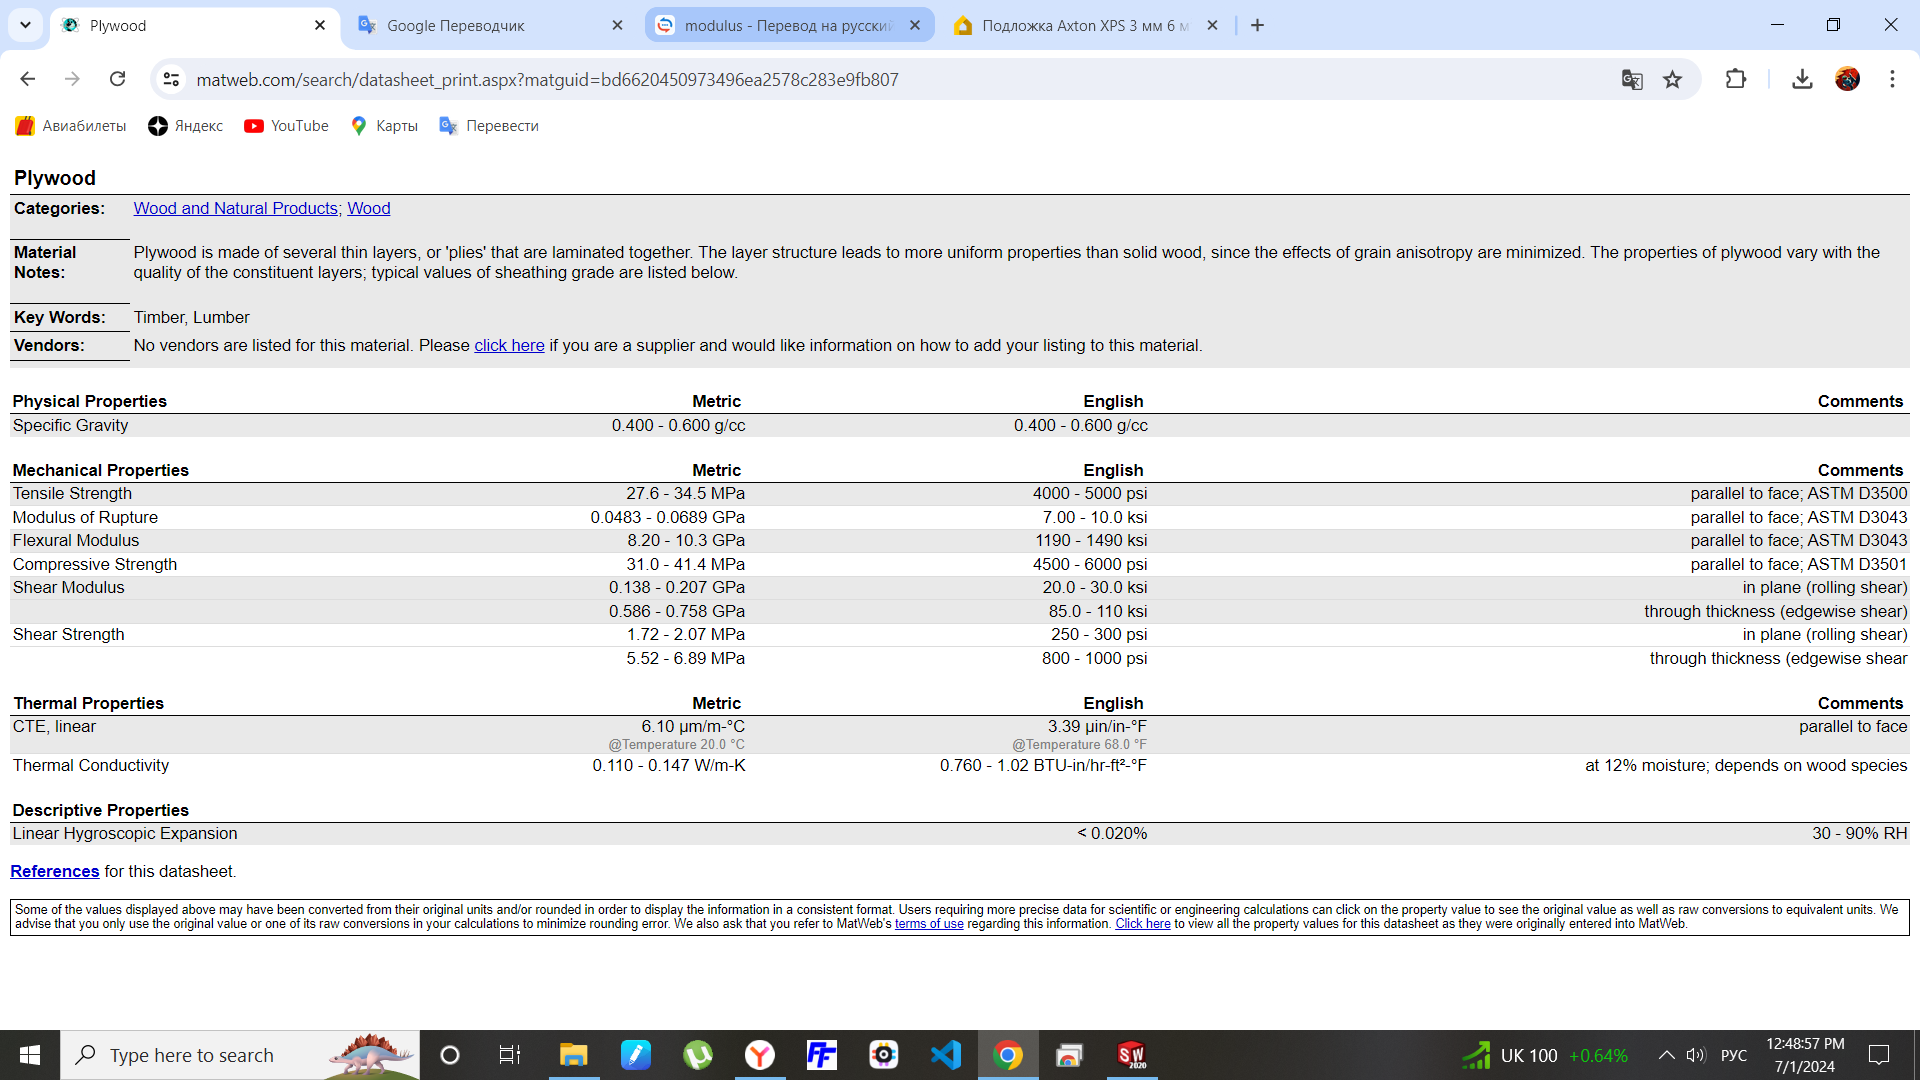 Plywood
Google Переводчик
modulus - Перевод на русски
Подложка Axton XPS 3 мм 6 м
matweb.com/search/datasheet_print.aspx?matguid=bd6620450973496ea2578c283e9fb807
Авиабилеты Яндекс YouTube Карты Перевести
Plywood
Categories: Wood and Natural Products; Wood
Material Notes: Plywood is made of several thin layers, or 'plies' that are laminated together. The layer structure leads to more uniform properties than solid wood, since the effects of grain anisotropy are minimized. The properties of plywood vary with the
quality of the constituent layers; typical values of sheathing grade are listed below.
Key Words: Timber, Lumber
Vendors: No vendors are listed for this material. Please click here if you are a supplier and would like information on how to add your listing to this material.
Physical Properties Metric English Comments
Specific Gravity 0.400 - 0.600 g/cc 0.400 - 0.600 g/cc
Mechanical Properties Metric English Comments
Tensile Strength 27.6 - 34.5 MPa 4000 - 5000 psi parallel to face; ASTM D3500
Modulus of Rupture 0.0483 - 0.0689 GPa 7.00 - 10.0 ksi parallel to face; ASTM D3043
Flexural Modulus 8.20 - 10.3 GPa 1190 - 1490 ksi parallel to face; ASTM D3043
Compressive Strength 31.0 - 41.4 MPa 4500 - 6000 psi parallel to face; ASTM D3501
Shear Modulus 0.138 - 0.207 GPa 20.0 - 30.0 ksi in plane (rolling shear)
0.586 - 0.758 GPa 85.0 - 110 ksi through thickness (edgewise shear)
Shear Strength 1.72 - 2.07 MPa 250 - 300 psi in plane (rolling shear)
5.52 - 6.89 MPa 800 - 1000 psi through thickness (edgewise shear
Thermal Properties Metric English Comments
CTE, linear 6.10 µm/m-°C 3.39 µin/in-°F parallel to face
@Temperature 20.0 °C @Temperature 68.0 °F
Thermal Conductivity 0.110 - 0.147 W/m-K 0.760 - 1.02 BTU-in/hr-ft²-°F at 12% moisture; depends on wood species
Descriptive Properties
Linear Hygroscopic Expansion < 0.020% 30 - 90% RH
References for this datasheet.
Some of the values displayed above may have been converted from their original units and/or rounded in order to display the information in a consistent format. Users requiring more precise data for scientific or engineering calculations can click on the property value to see the original value as well as raw conversions to equivalent units. We
advise that you only use the original value or one of its raw conversions in your calculations to minimize rounding error. We also ask that you refer to MatWeb's terms of use regarding this information. Click here to view all the property values for this datasheet as they were originally entered into MatWeb.
Type here to search
SW 2020
UK 100 +0.64%
РУС
12:48:57 PM
7/1/2024